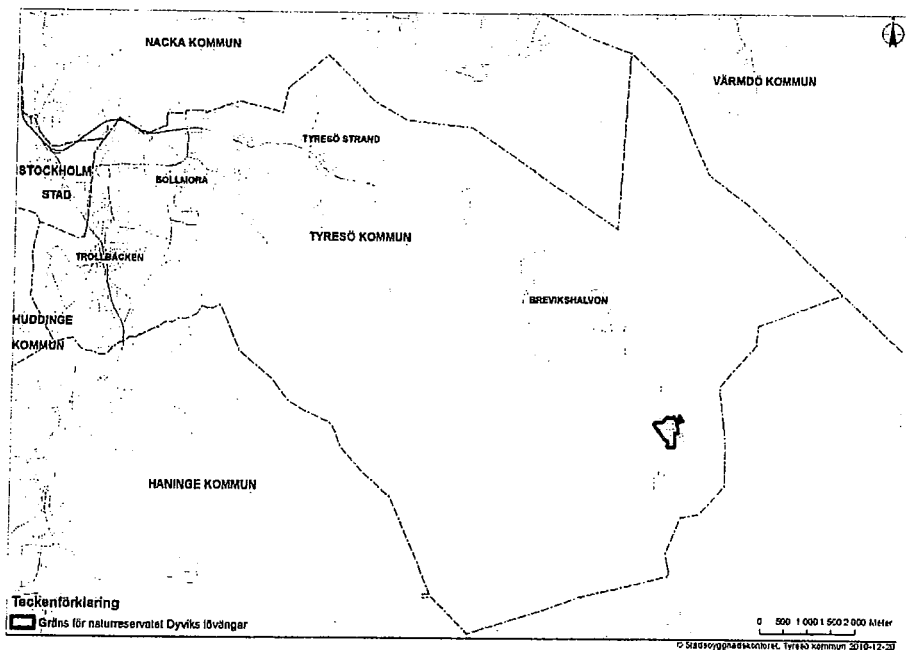 NACKA KOMMUN
VÄRMDÖ KOMMUN
TYRESÖ STRAND
STOCKHOLM
STAD
BOLLMORA
TYRESÖ KOMMUN
TROLLBÄCKEN
BREVIKSHALVÖN
HUDDINGE
KOMMUN
HANINGE KOMMUN
Teckenförklaring
Gräns för naturreservatet Dyviks lövängar
0 500 1 000 1 500 2 000 Meter
© Stadsbyggnadskontoret, Tyresö kommun 2010-12-20